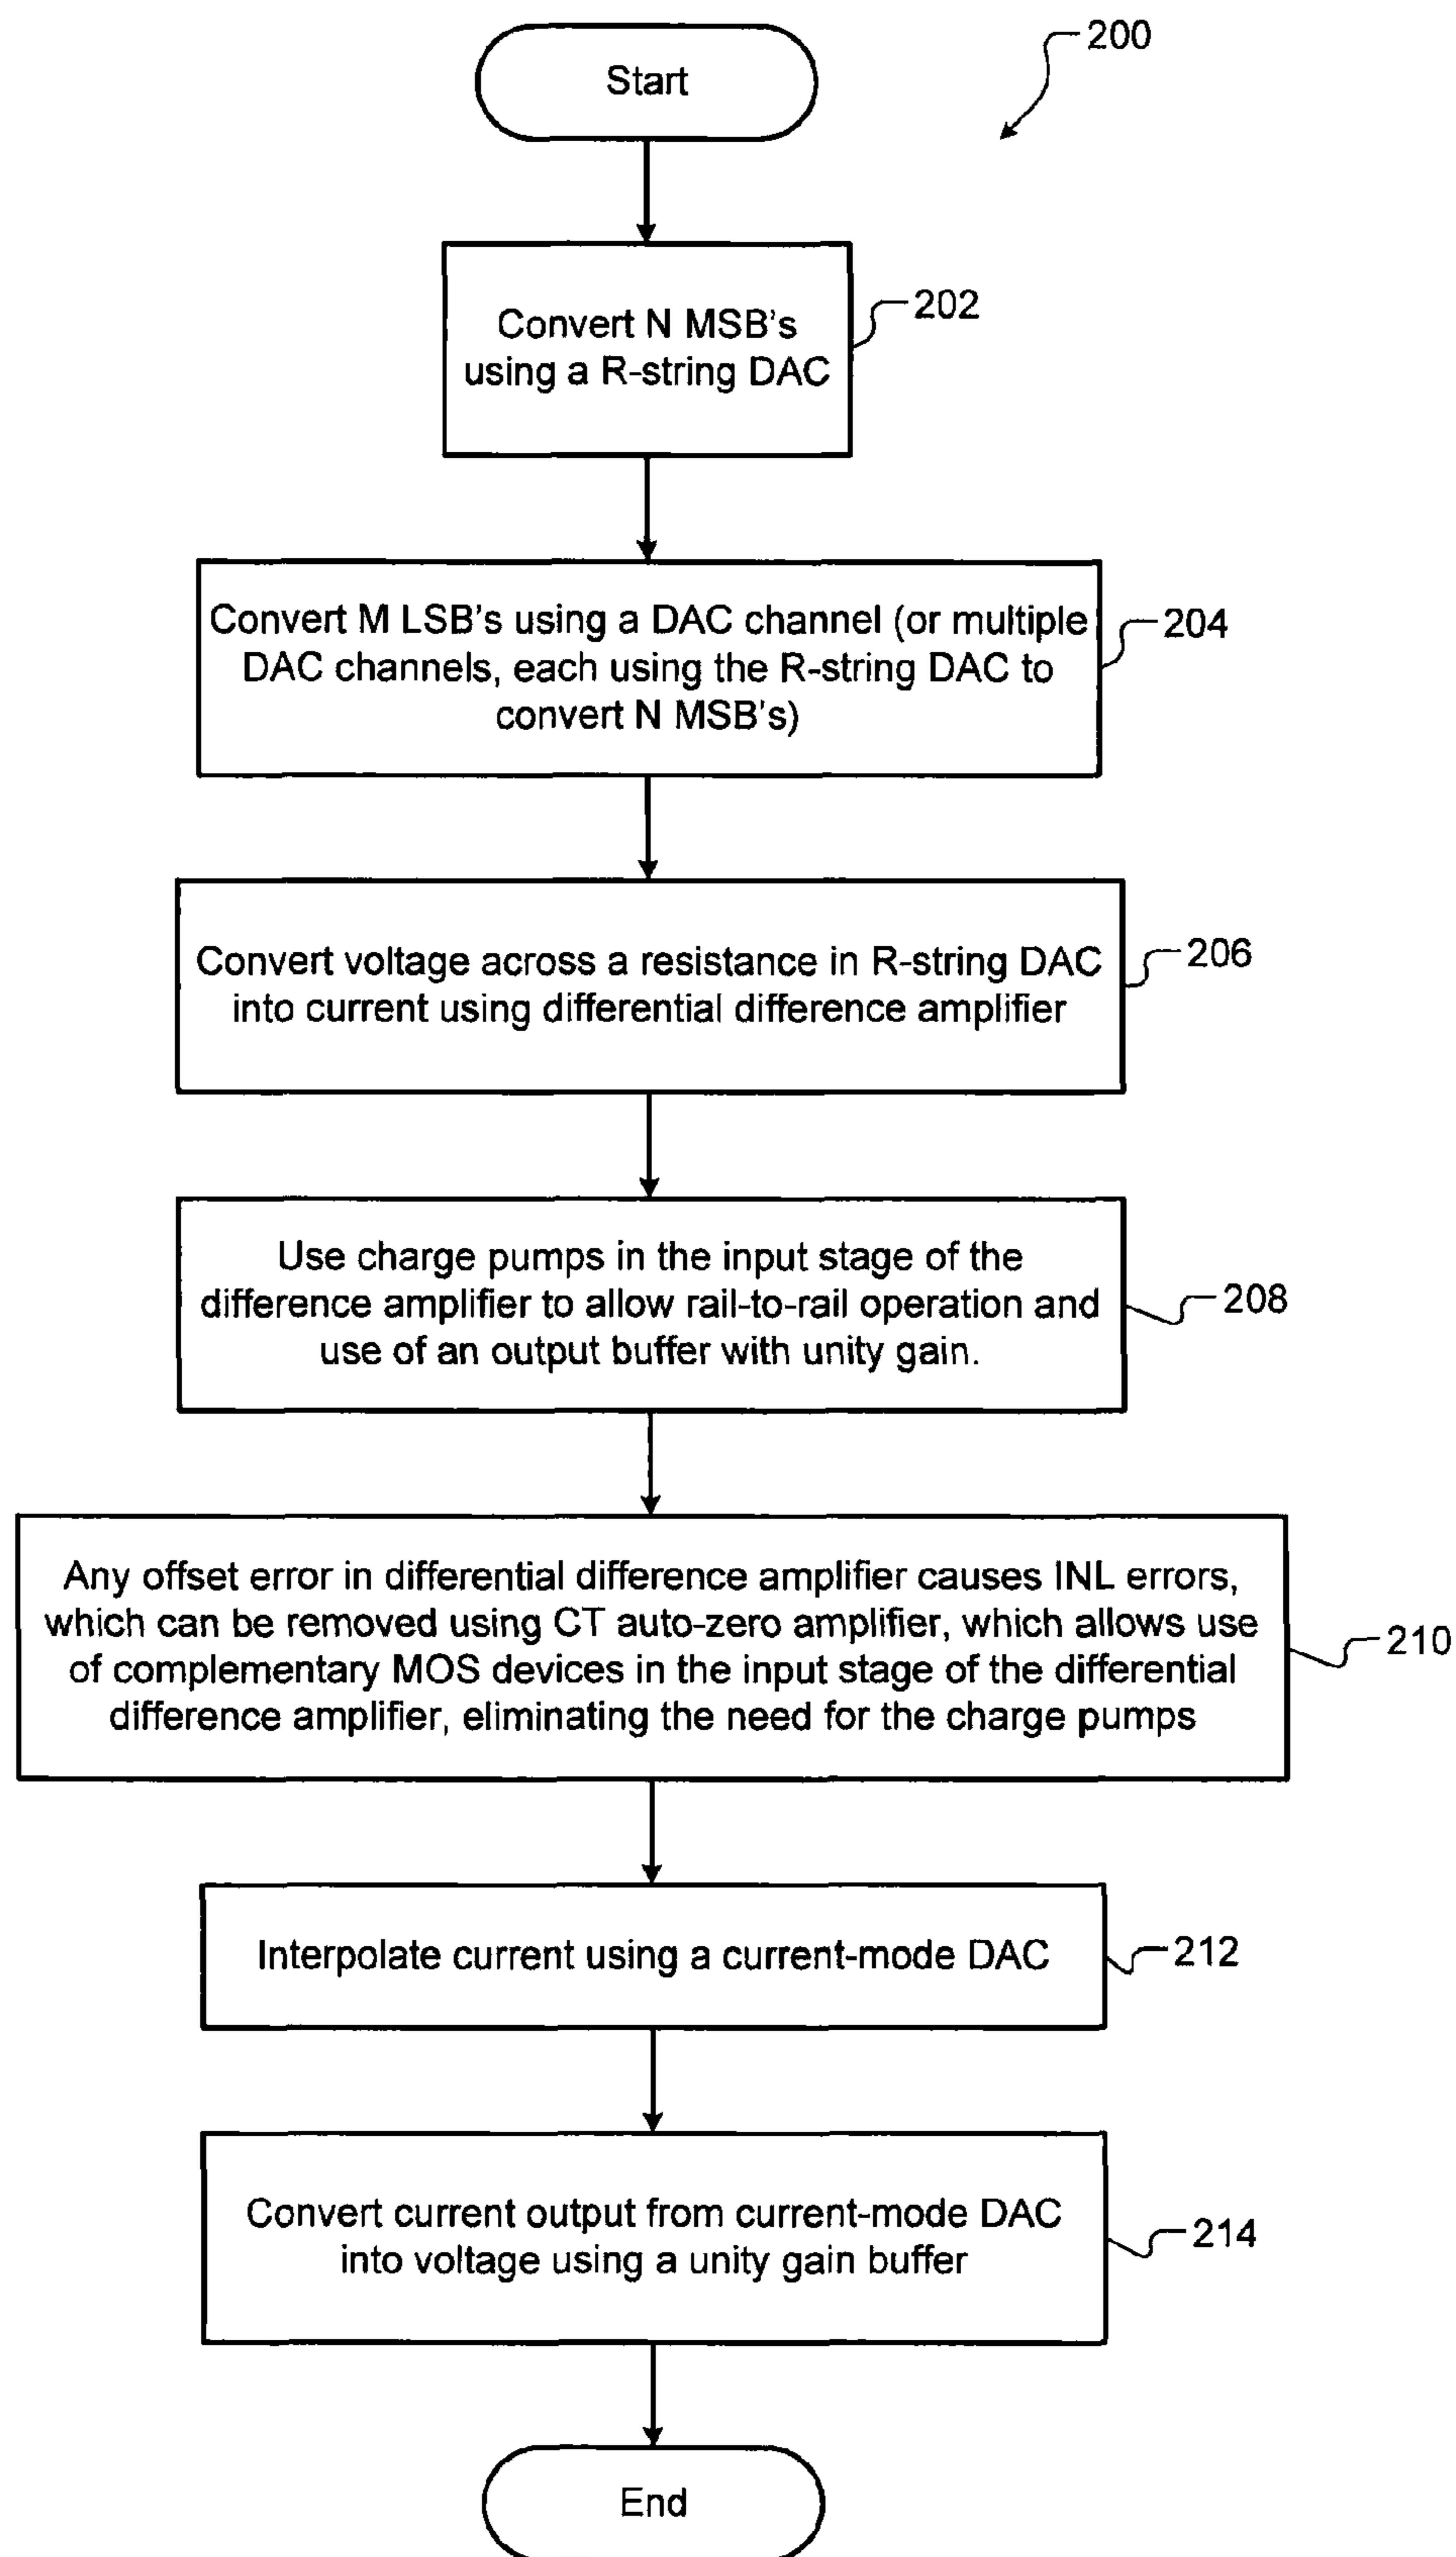 Start
200
Convert N MSB's
using a R-string DAC
202
Convert M LSB's using a DAC channel (or multiple
DAC channels, each using the R-string DAC to
convert N MSB's)
204
Convert voltage across a resistance in R-string DAC
into current using differential difference amplifier
206
Use charge pumps in the input stage of the
difference amplifier to allow rail-to-rail operation and
use of an output buffer with unity gain.
208
Any offset error in differential difference amplifier causes INL errors,
which can be removed using CT auto-zero amplifier, which allows use
of complementary MOS devices in the input stage of the differential
difference amplifier, eliminating the need for the charge pumps
210
Interpolate current using a current-mode DAC
212
Convert current output from current-mode DAC
into voltage using a unity gain buffer
214
End